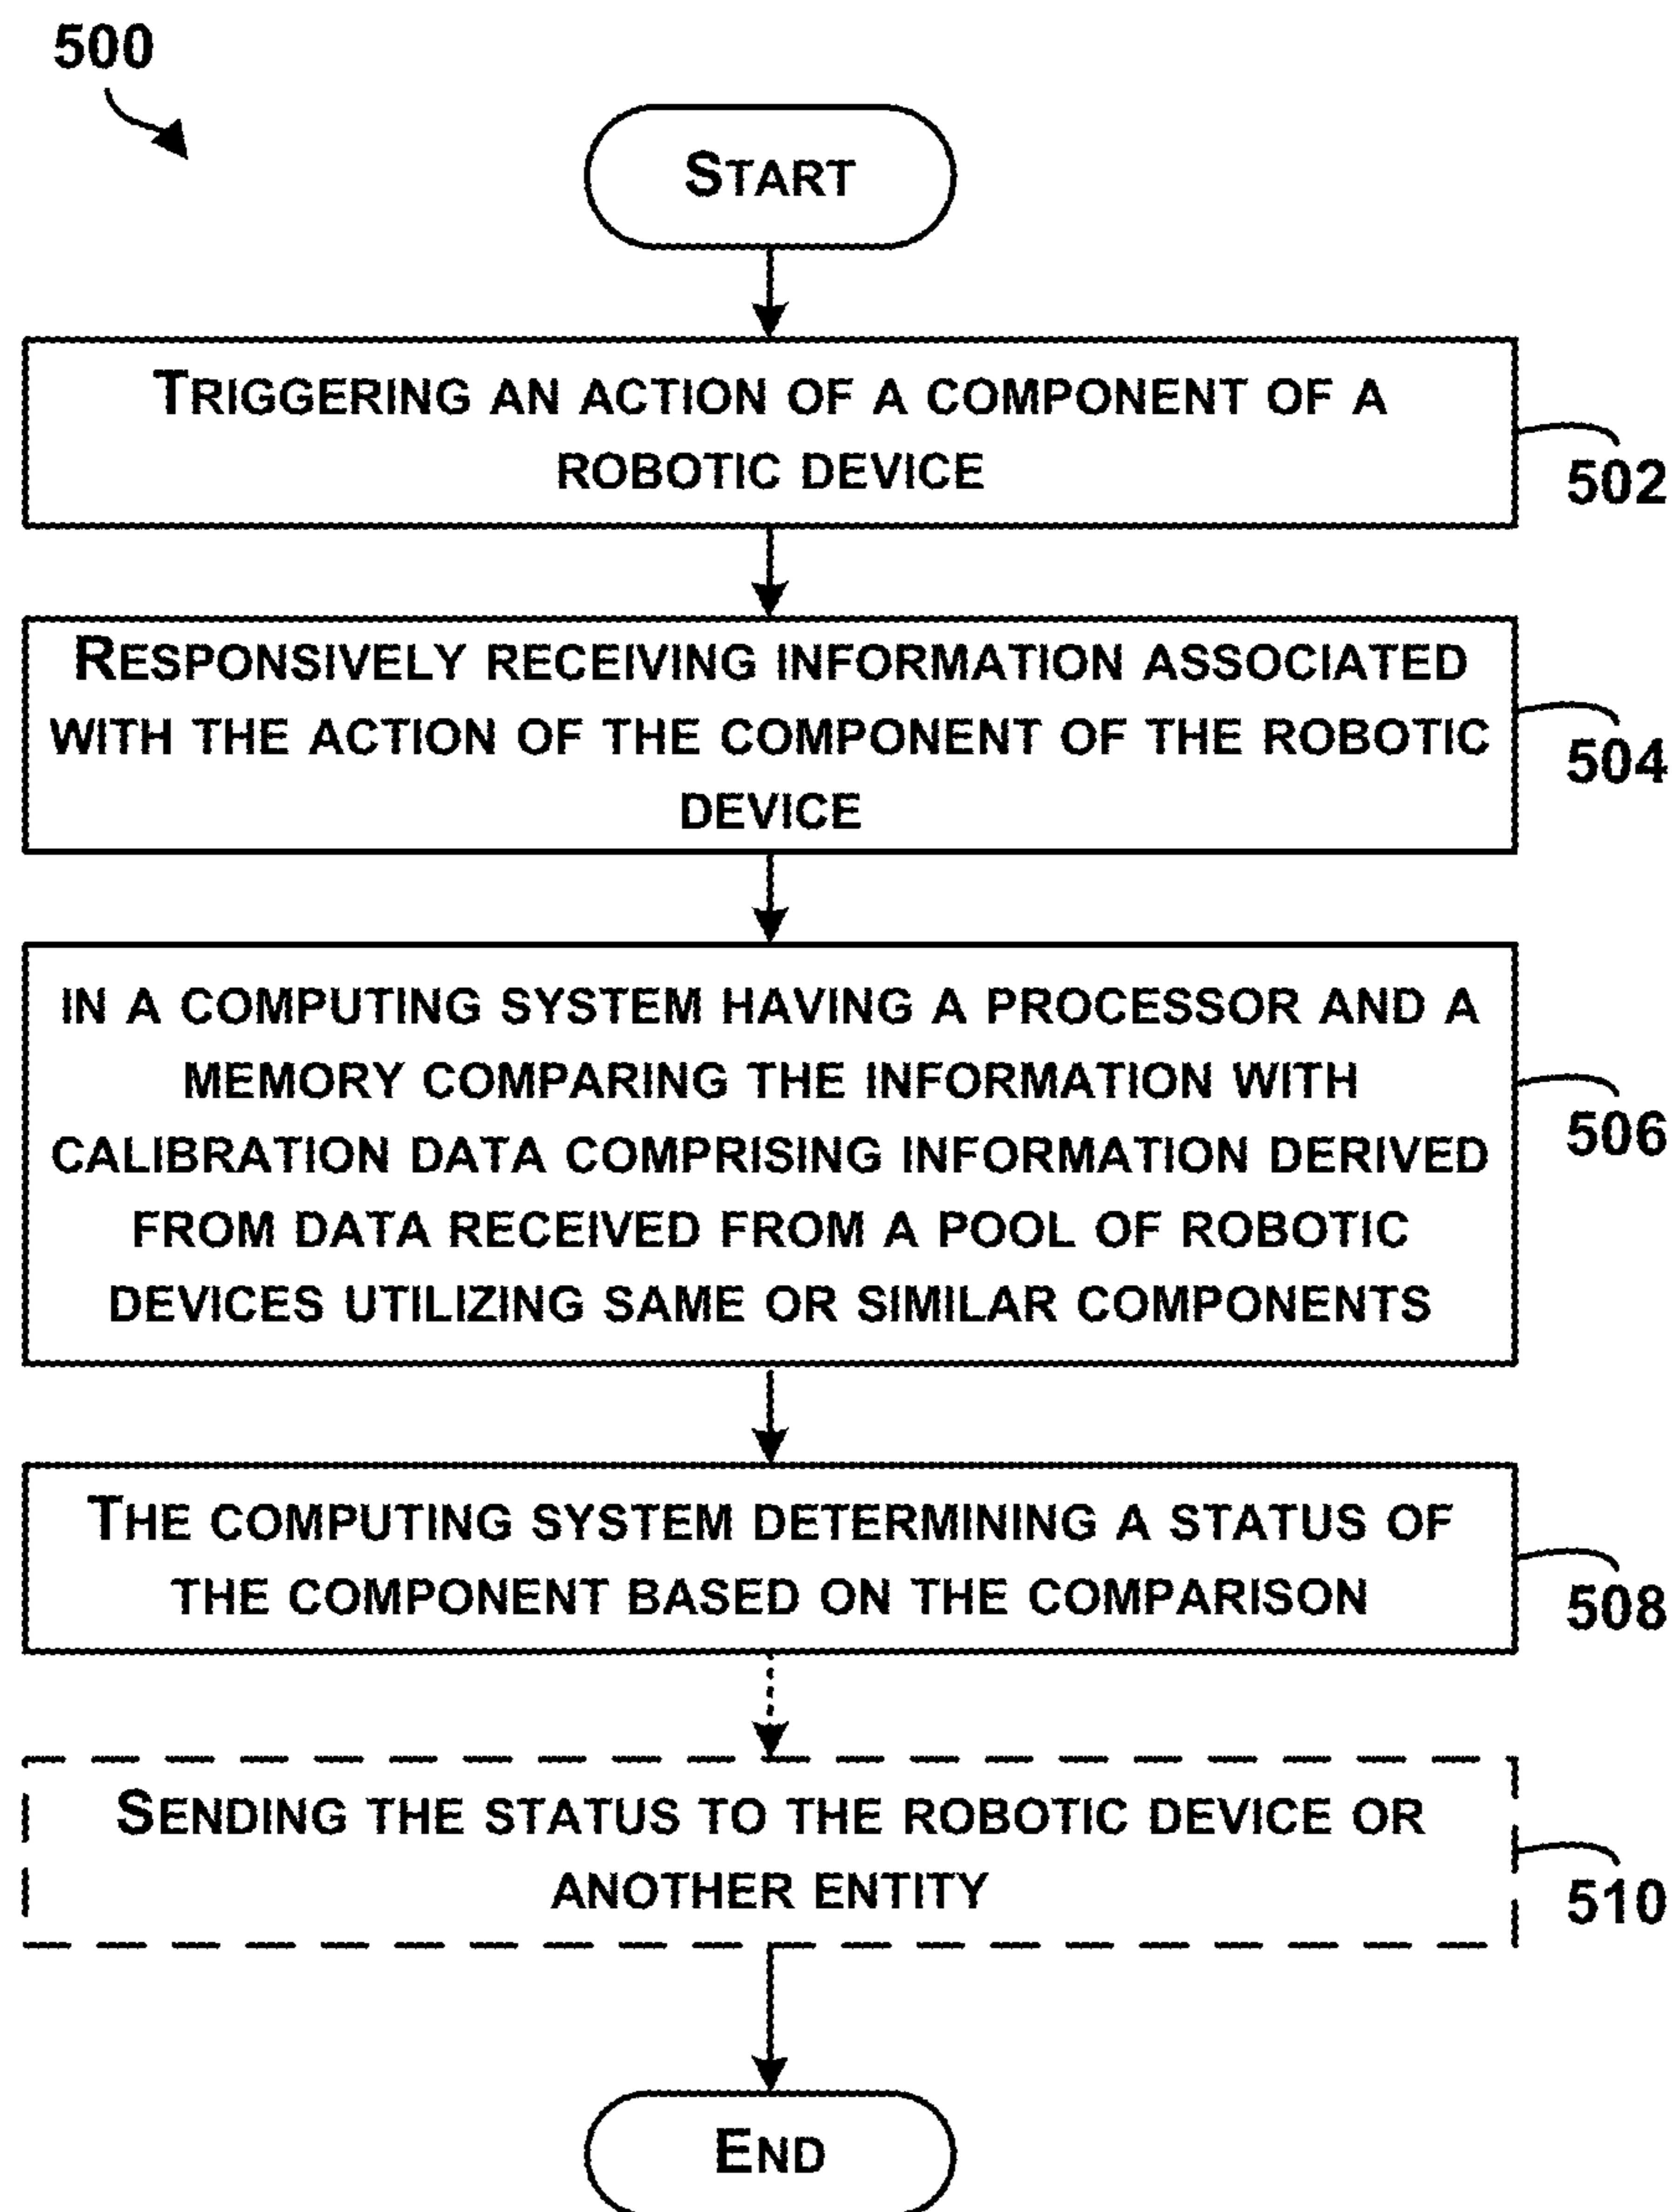 500
START
TRIGGERING AN ACTION OF A COMPONENT OF A
ROBOTIC DEVICE
502
RESPONSIVELY RECEIVING INFORMATION ASSOCIATED
WITH THE ACTION OF THE COMPONENT OF THE ROBOTIC
DEVICE
504
IN A COMPUTING SYSTEM HAVING A PROCESSOR AND A
MEMORY COMPARING THE INFORMATION WITH
CALIBRATION DATA COMPRISING INFORMATION DERIVED
FROM DATA RECEIVED FROM A POOL OF ROBOTIC
DEVICES UTILIZING SAME OR SIMILAR COMPONENTS
506
THE COMPUTING SYSTEM DETERMINING A STATUS OF
THE COMPONENT BASED ON THE COMPARISON
508
SENDING THE STATUS TO THE ROBOTIC DEVICE OR
ANOTHER ENTITY
510
END